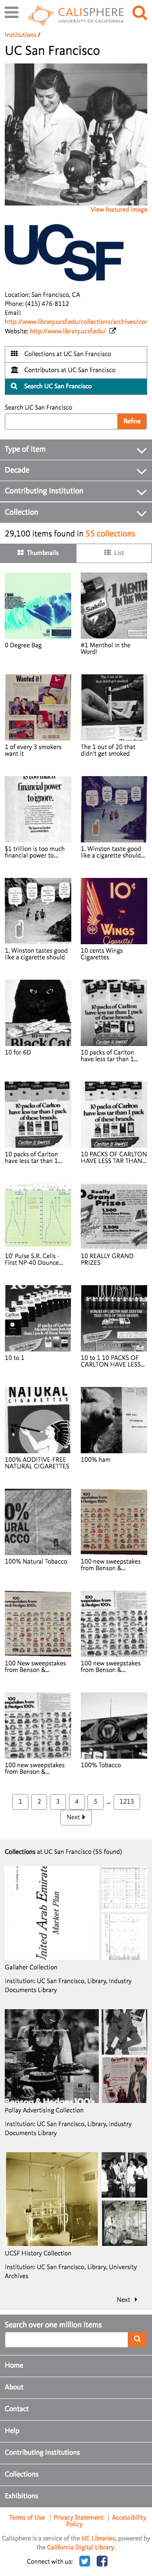 CALISPHERE
UNIVERSITY OF CALIFORNIA
Institutions /
UC San Francisco
View featured image
UCSF
Location: San Francisco, CA
Phone: (415) 476-8112
Email:
http://www.library.ucsf.edu/collections/archives/cor
Website: http://www.library.ucsf.edu/
Collections at UC San Francisco
Contributors at UC San Francisco
Search UC San Francisco
Search UC San Francisco
Refine
Type of Item
Decade
Contributing Institution
Collection
29,100 items found in 55 collections
Thumbnails
List
0 Degree Bag
#1 Menthol in the
Word!
1 of every 3 smokers
want it
The 1 out of 20 that
didn't get smoked
$1 trillion is too much
financial power to...
1. Winston taste good
like a cigarette should...
1. Winston tastes good
like a cigarette should
10 cents Wings
Cigarettes
10 for 6D
10 packs of Carlton
have less tar than 1...
10 packs of Carlton
have less tar than 1...
10 PACKS OF CARLTON
HAVE LESS TAR THAN...
10' Pulse S.R. Cells -
First NP-40 Dounce...
10 REALLY GRAND
PRIZES
10 to 1
10 to 1 10 PACKS OF
CARLTON HAVE LESS...
100% ADDITIVE-FREE
NATURAL CIGARETTES
100% ham
100% Natural Tobacco
100 new sweepstakes
from Benson &...
100 New sweepstakes
from Benson &...
100 new sweepstakes
from Benson &...
100 new sweepstakes
from Benson &...
100% Tobacco
1 2 3 4 5 ... 1213
Next
Collections at UC San Francisco (55 found)
Gallaher Collection
Institution: UC San Francisco, Library, Industry
Documents Library
Pollay Advertising Collection
Institution: UC San Francisco, Library, Industry
Documents Library
UCSF History Collection
Institution: UC San Francisco, Library, University
Archives
Next
Search over one million items
Home
About
Contact
Help
Contributing Institutions
Collections
Exhibitions
Terms of Use | Privacy Statement | Accessibility
Policy
Calisphere is a service of the UC Libraries, powered by
the California Digital Library.
Connect with us: